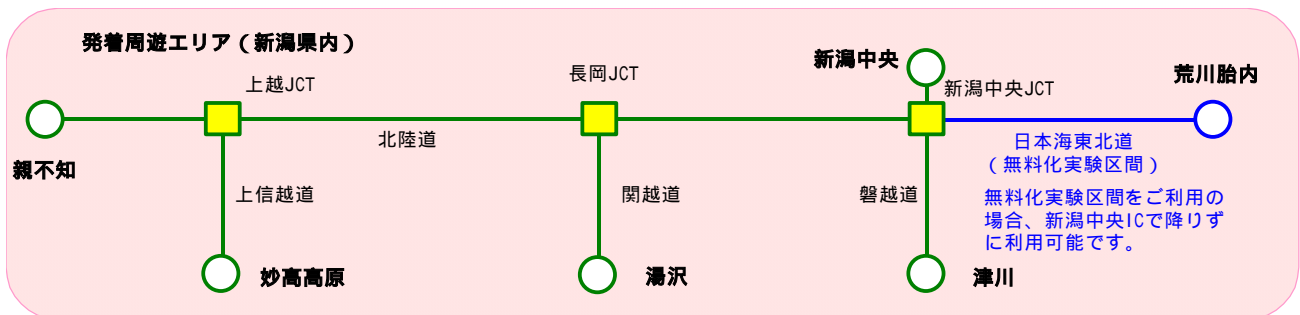 発着周遊エリア(新潟県内)
新潟中央
長岡JCT
荒川胎内
上越JCT
新潟中央JCT
北陸道
日本海東北道
(無料化実験区間)
親不知
上信越道
関越道
磐越道
無料化実験区間をご利用の
場合、新潟中央ICで降りず
に利用可能です。
妙高高原
湯沢
津川